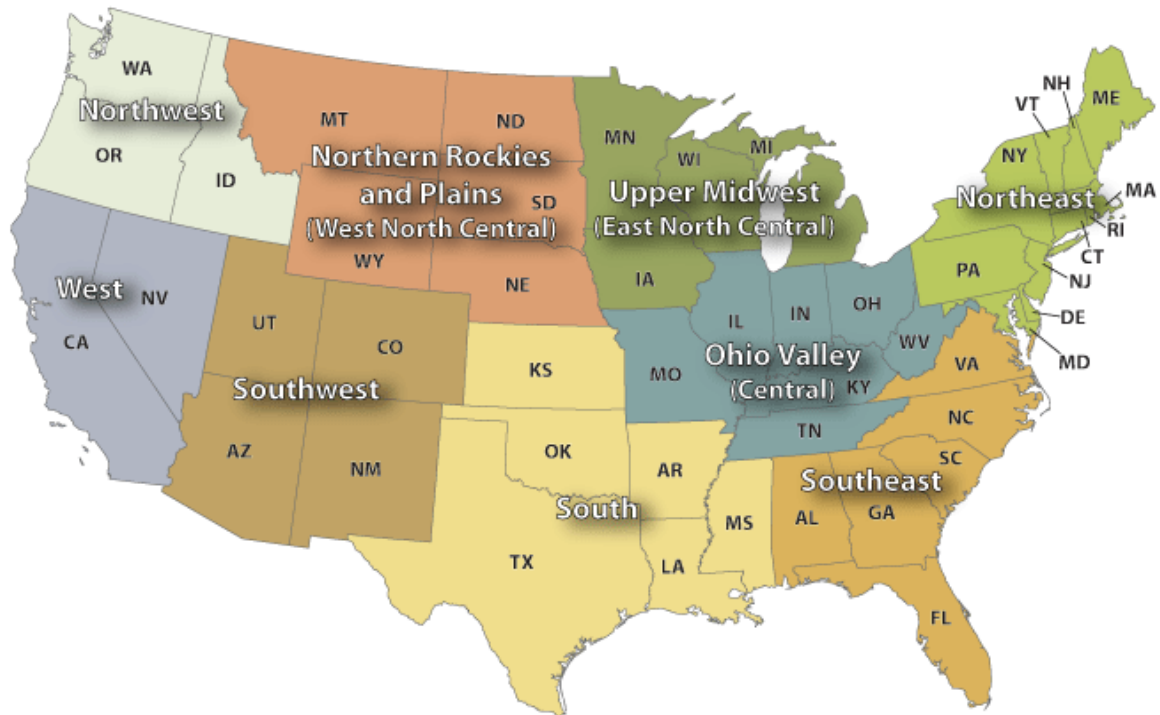 WA
Northwest
OR
ID
MT
ND
Northern Rockies
and Plains
(West North Central)
SD
WY
NE
MN
WI
MI
Upper Midwest
(East North Central)
IA
NH
VT
ME
NY
MA
Northeast
RI
CT
PA
NJ
DE
MD
West
NV
CA
UT
CO
Southwest
AZ
NM
KS
OK
AR
South
MS
TX
LA
IL
IN
OH
WV
Ohio Valley
(Central)
MO
KY
TN
VA
NC
SC
Southeast
AL
GA
FL